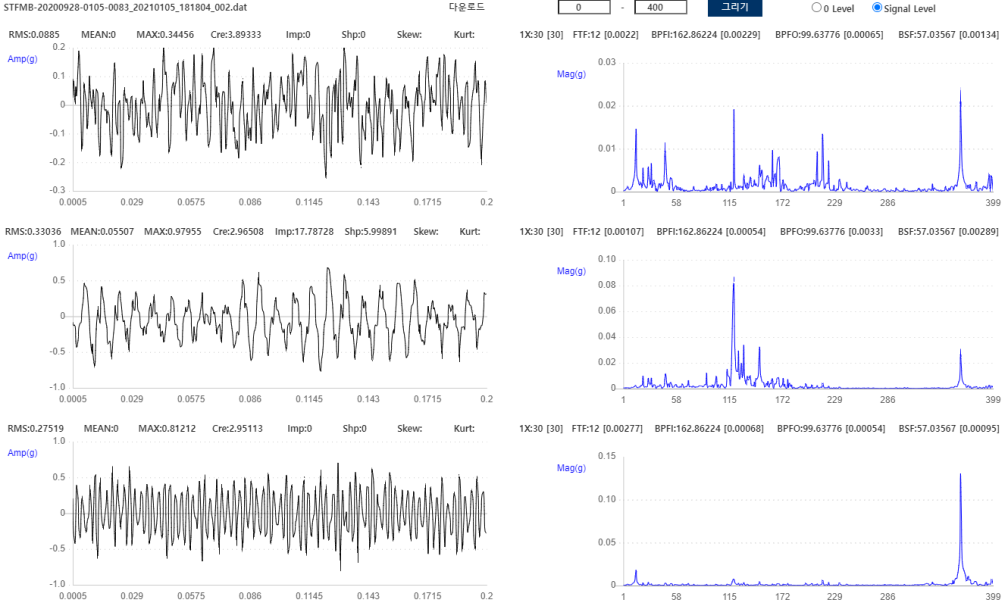 STFMB-20200928-0105-0083_20210105_181804_002.dat 다운로드 0 - 400 그리기 0 Level Signal Level
RMS:0.0885 MEAN:0 MAX:0.34456 Cre:3.89333 Imp:0 Shp:0 Skew: Kurt: 1X:30 [30] FTF:12 [0.0022] BPFI:162.86224 [0.00229] BPFO:99.63776 [0.00065] BSF:57.03567 [0.00134]
Amp(g)
0.2
0.1
0
-0.1
-0.2
-0.3
0.0005 0.029 0.0575 0.086 0.1145 0.143 0.1715 0.2
Mag(g)
0.03
0.02
0.01
0
1 58 115 172 229 286 399
RMS:0.33036 MEAN:0.05507 MAX:0.97955 Cre:2.96508 Imp:17.78728 Shp:5.99891 Skew: Kurt: 1X:30 [30] FTF:12 [0.00107] BPFI:162.86224 [0.00054] BPFO:99.63776 [0.0033] BSF:57.03567 [0.00289]
Amp(g)
1.0
0.5
0
-0.5
-1.0
0.0005 0.029 0.0575 0.086 0.1145 0.143 0.1715 0.2
Mag(g)
0.10
0.08
0.06
0.04
0.02
0
1 58 115 172 229 286 399
RMS:0.27519 MEAN:0 MAX:0.81212 Cre:2.95113 Imp:0 Shp:0 Skew: Kurt: 1X:30 [30] FTF:12 [0.00277] BPFI:162.86224 [0.00068] BPFO:99.63776 [0.00054] BSF:57.03567 [0.00095]
Amp(g)
1.0
0.5
0
-0.5
-1.0
0.0005 0.029 0.0575 0.086 0.1145 0.143 0.1715 0.2
Mag(g)
0.15
0.10
0.05
0
1 58 115 172 229 286 399